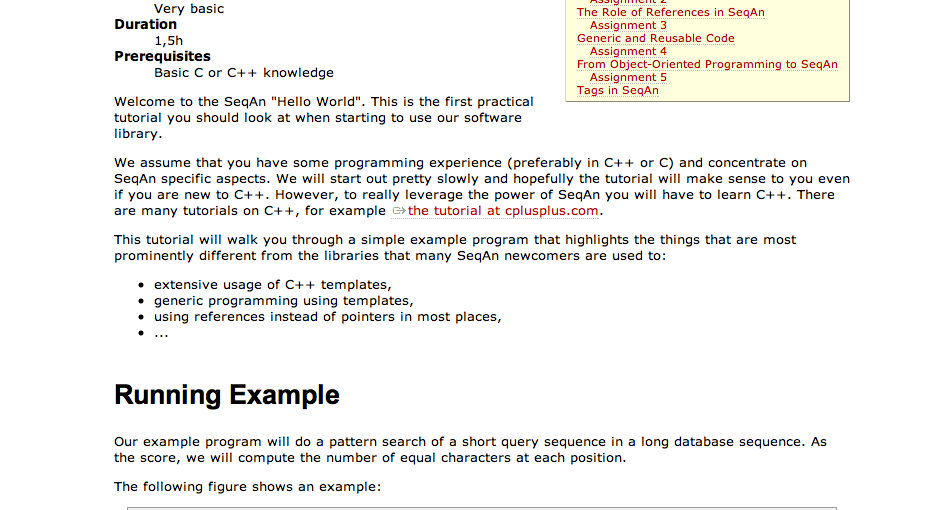 Very basic
Duration
1,5h
Prerequisites
Basic C or C++ knowledge
Assignment 2
The Role of References in SeqAn
Assignment 3
Generic and Reusable Code
Assignment 4
From Object-Oriented Programming to SeqAn
Assignment 5
Tags in SeqAn
Welcome to the SeqAn "Hello World". This is the first practical
tutorial you should look at when starting to use our software
library.
We assume that you have some programming experience (preferably in C++ or C) and concentrate on
SeqAn specific aspects. We will start out pretty slowly and hopefully the tutorial will make sense to you even
if you are new to C++. However, to really leverage the power of SeqAn you will have to learn C++. There
are many tutorials on C++, for example the tutorial at cplusplus.com.
This tutorial will walk you through a simple example program that highlights the things that are most
prominently different from the libraries that many SeqAn newcomers are used to:
• extensive usage of C++ templates,
• generic programming using templates,
• using references instead of pointers in most places,
• ...
Running Example
Our example program will do a pattern search of a short query sequence in a long database sequence. As
the score, we will compute the number of equal characters at each position.
The following figure shows an example: